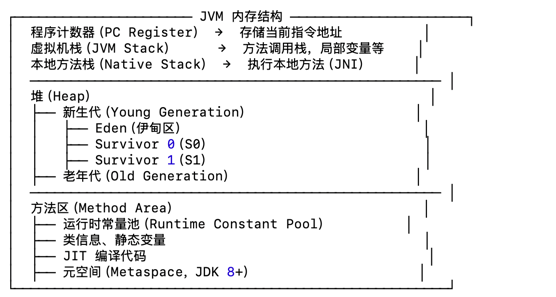 JVM 内存结构
程序计数器 (PC Register) → 存储当前指令地址
虚拟机栈 (JVM Stack) → 方法调用栈，局部变量等
本地方法栈 (Native Stack) → 执行本地方法 (JNI)
堆 (Heap)
├── 新生代 (Young Generation)
│   ├── Eden (伊甸区)
│   ├── Survivor 0 (S0)
│   ├── Survivor 1 (S1)
├── 老年代 (Old Generation)
方法区 (Method Area)
├── 运行时常量池 (Runtime Constant Pool)
├── 类信息、静态变量
├── JIT 编译代码
├── 元空间 (Metaspace, JDK 8+)